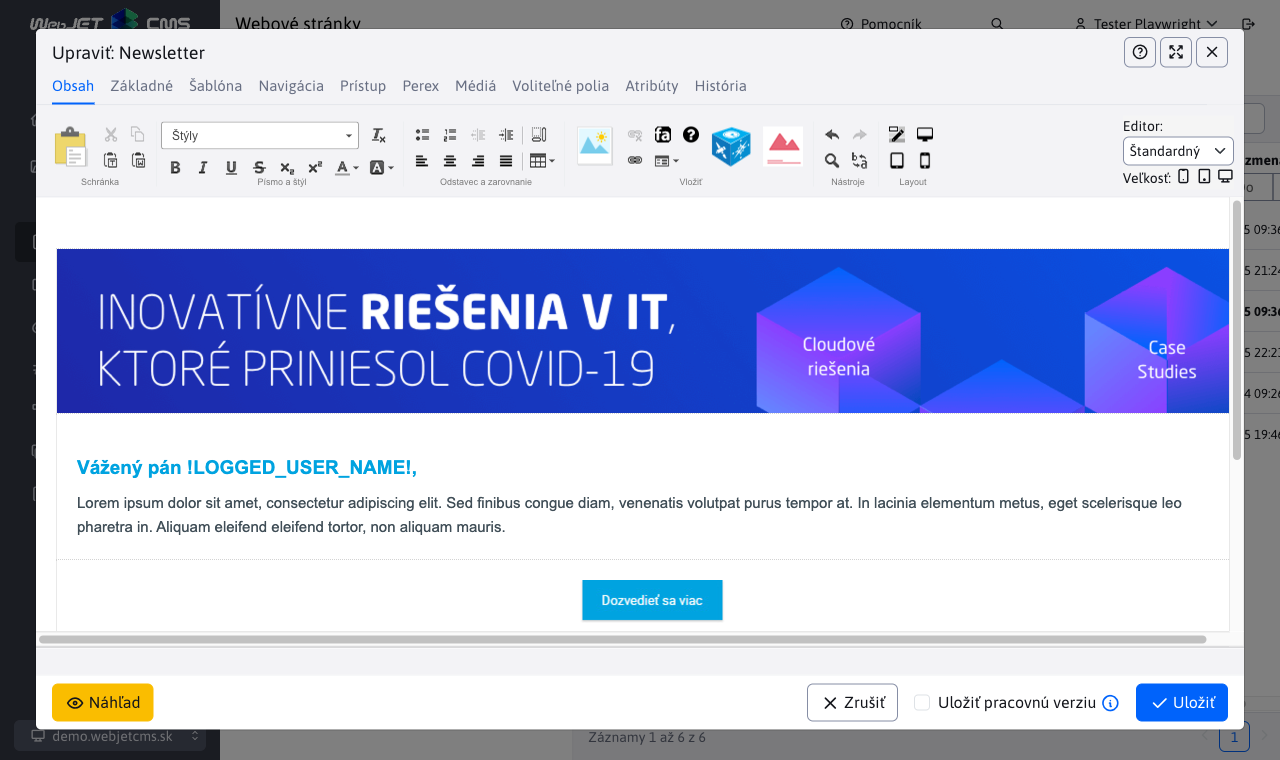 WebJET CMS
Webové stránky
Pomocník
Tester Playwright
Upraviť: Newsletter
Obsah Základné Šablóna Navigácia Prístup Perex Médiá Voliteľné polia Atribúty História
Štýly
Schránka
Písmo a štýl
Odstavec a zarovnanie
Vložiť
Nástroje
Layout
Editor:
Štandardný
Veľkosť:
INOVATÍVNE RIEŠENIA V IT,
KTORÉ PRINIESOL COVID-19
Cloudové
riešenia
Case
Studies
Vážený pán !LOGGED_USER_NAME!,
Lorem ipsum dolor sit amet, consectetur adipiscing elit. Sed finibus congue diam, venenatis volutpat purus tempor at. In lacinia elementum metus, eget scelerisque leo
pharetra in. Aliquam eleifend eleifend tortor, non aliquam mauris.
Dozvedieť sa viac
Náhľad
Zrušiť
Uložiť pracovnú verziu
Uložiť
demo.webjetcms.sk
Záznamy 1 až 6 z 6
1